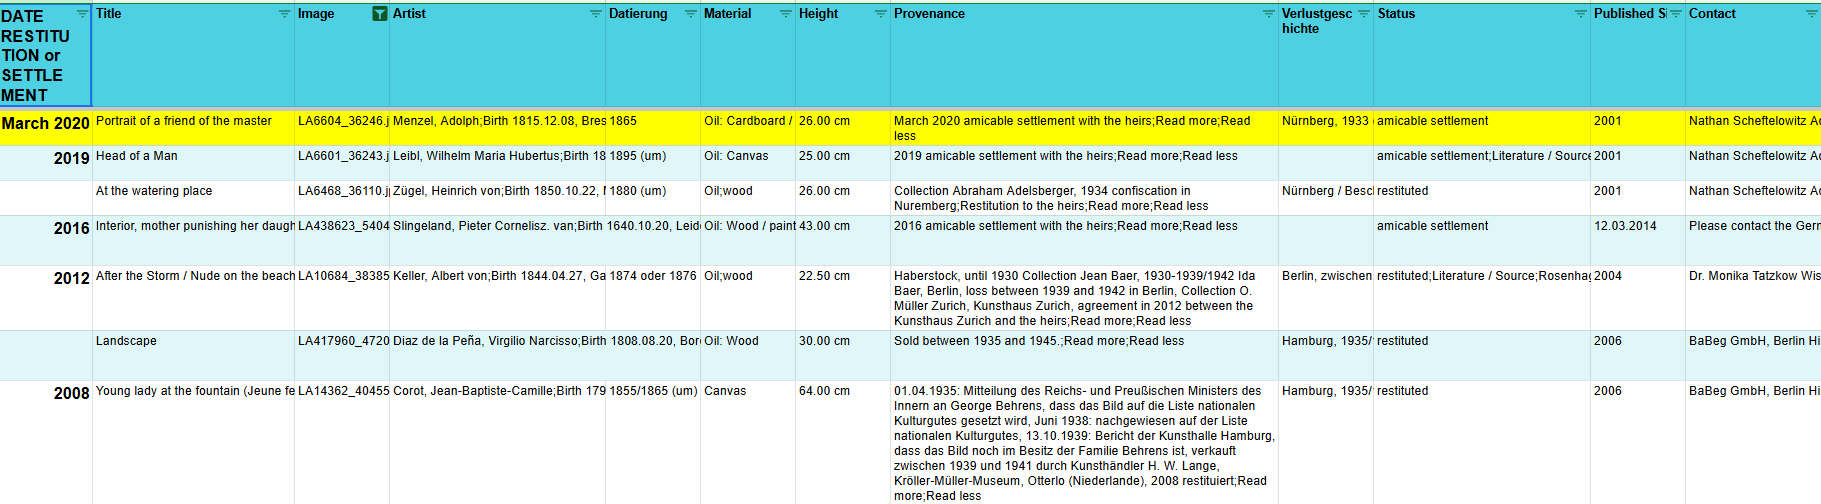 DATE RESTITU TION or SETTLE MENT	Title	Image	Artist	Datierung	Material	Height	Provenance	Verlustgesc hichte	Status	Published Si	Contact
March 2020	Portrait of a friend of the master	LA6604_36246.j	Menzel, Adolph;Birth 1815.12.08, Bres	1865	Oil: Cardboard /	26.00 cm	March 2020 amicable settlement with the heirs;Read more;Read less	Nürnberg, 1933	amicable settlement	2001	Nathan Scheftelowitz Ad
2019	Head of a Man	LA6601_36243.j	Leibl, Wilhelm Maria Hubertus;Birth 18	1895 (um)	Oil: Canvas	25.00 cm	2019 amicable settlement with the heirs;Read more;Read less	amicable settlement;Literature / Source	2001	Nathan Scheftelowitz Ad
At the watering place	LA6468_36110.j	Zügel, Heinrich von;Birth 1850.10.22,	1880 (um)	Oil;wood	26.00 cm	Collection Abraham Adelsberger, 1934 confiscation in Nuremberg;Restitution to the heirs;Read more;Read less	Nürnberg / Besc	restituted	2001	Nathan Scheftelowitz Ad
2016	Interior, mother punishing her daugh	LA438623_5404	Slingeland, Pieter Cornelisz. van;Birth 1640.10.20, Leid	Oil: Wood / paint	43.00 cm	2016 amicable settlement with the heirs;Read more;Read less	amicable settlement	12.03.2014	Please contact the Gern
2012	After the Storm / Nude on the beach	LA10684_38385	Keller, Albert von;Birth 1844.04.27, Ga	1874 oder 1876	Oil;wood	22.50 cm	Haberstock, until 1930 Collection Jean Baer, 1930-1939/1942 Ida Baer, Berlin, loss between 1939 and 1942 in Berlin, Collection O. Müller Zurich, Kunsthaus Zurich, agreement in 2012 between the Kunsthaus Zurich and the heirs;Read more;Read less	Berlin, zwischen	restituted;Literature / Source;Rosenhag	2004	Dr. Monika Tatzkow Wis
Landscape	LA417960_4720	Diaz de la Peña, Virgilio Narcisso;Birth 1808.08.20, Bor	Oil: Wood	30.00 cm	Sold between 1935 and 1945.;Read more;Read less	Hamburg, 1935/	restituted	2006	BaBeg GmbH, Berlin Hi
2008	Young lady at the fountain (Jeune fe	LA14362_40455	Corot, Jean-Baptiste-Camille;Birth 179	1855/1865 (um)	Canvas	64.00 cm	01.04.1935: Mitteilung des Reichs- und Preußischen Ministers des Innern an George Behrens, dass das Bild auf die Liste nationalen Kulturgutes gesetzt wird, Juni 1938: nachgewiesen auf der Liste nationalen Kulturgutes, 13.10.1939: Bericht der Kunsthalle Hamburg, dass das Bild noch im Besitz der Familie Behrens ist, verkauft zwischen 1939 und 1941 durch Kunsthändler H. W. Lange, Kröller-Müller-Museum, Otterlo (Niederlande), 2008 restituiert;Read more;Read less	Hamburg, 1935/	restituted	2006	BaBeg GmbH, Berlin Hi